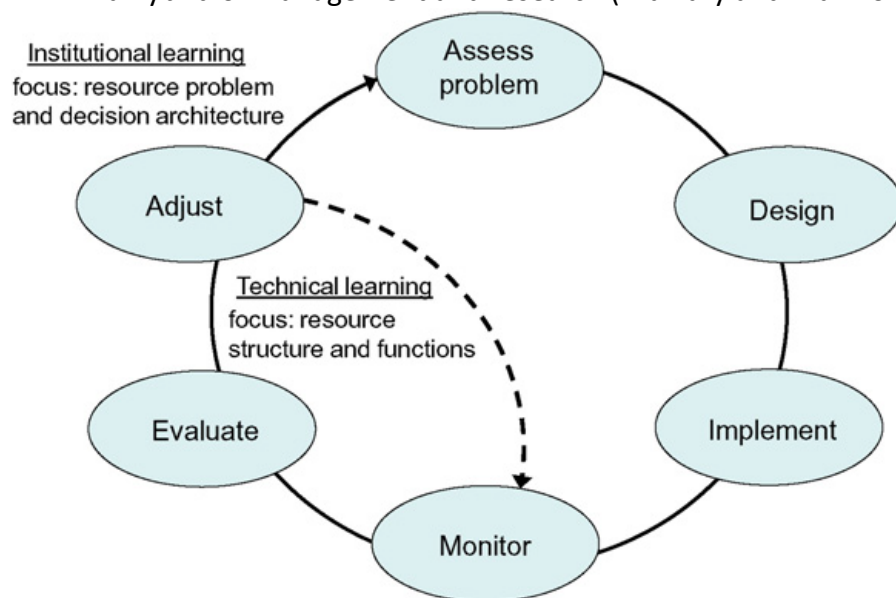 Institutional learning
focus: resource problem
and decision architecture
Assess
problem
Adjust
Design
Technical learning
focus: resource
structure and functions
Evaluate
Implement
Monitor